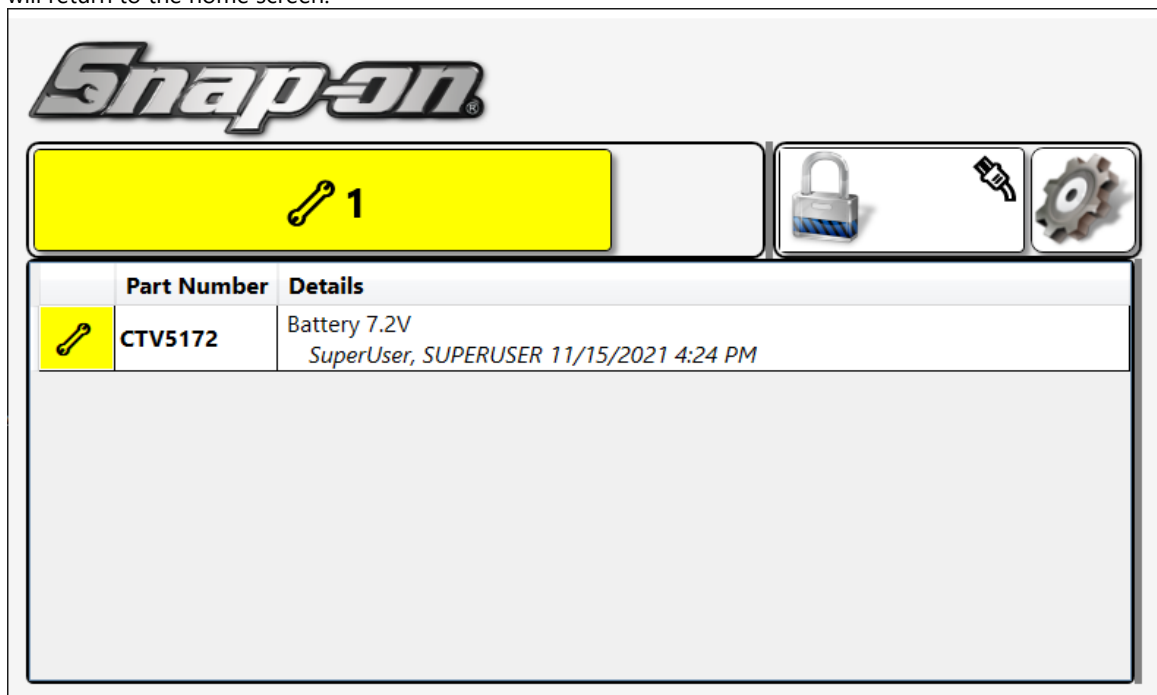 will return to the home screen.
Snap-on®
1
Part Number Details
CTV5172
Battery 7.2V
SuperUser, SUPERUSER 11/15/2021 4:24 PM